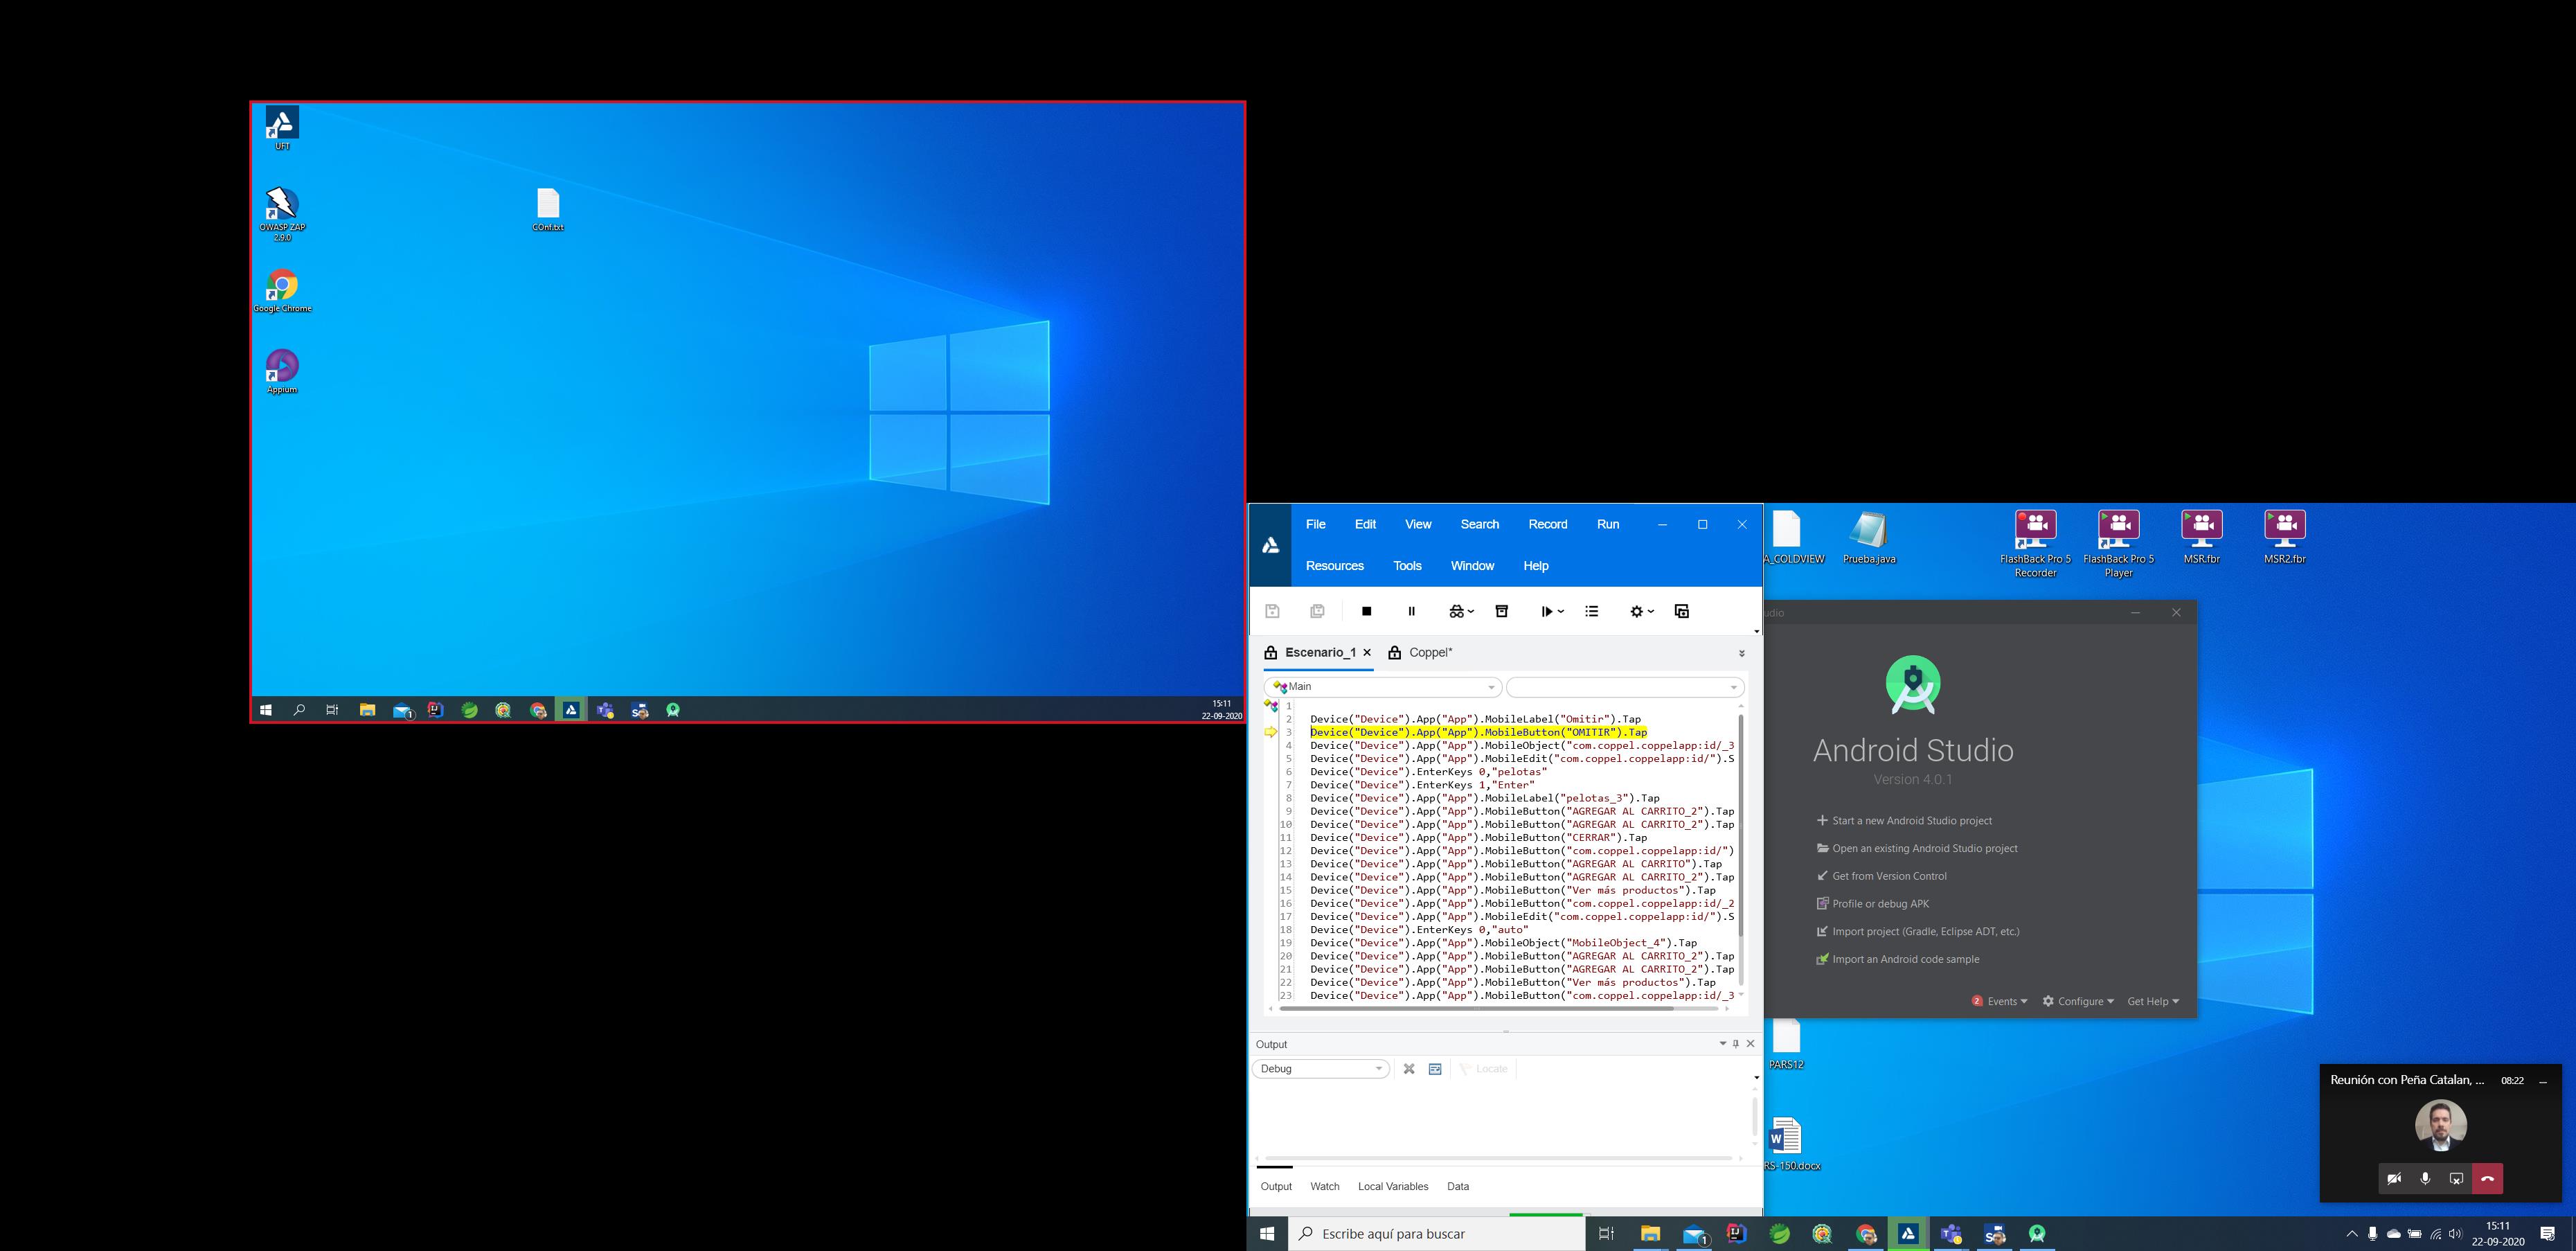 UFT
OWASP ZAP
2.9.0
Google Chrome
Appium
COnf.txt
1
15:11
22-09-2020
File Edit View Search Record Run
Resources Tools Window Help
Escenario_1 Coppel*
Main
1
2 Device("Device").App("App").MobileLabel("Omitir").Tap
3 Device("Device").App("App").MobileButton("OMITIR").Tap
4 Device("Device").App("App").MobileObject("com.coppel.coppelapp:id/_3
5 Device("Device").App("App").MobileEdit("com.coppel.coppelapp:id/").S
6 Device("Device").EnterKeys 0,"pelotas"
7 Device("Device").EnterKeys 1,"Enter"
8 Device("Device").App("App").MobileLabel("pelotas_3").Tap
9 Device("Device").App("App").MobileButton("AGREGAR AL CARRITO_2").Tap
10 Device("Device").App("App").MobileButton("AGREGAR AL CARRITO_2").Tap
11 Device("Device").App("App").MobileButton("CERRAR").Tap
12 Device("Device").App("App").MobileButton("com.coppel.coppelapp:id/")
13 Device("Device").App("App").MobileButton("AGREGAR AL CARRITO").Tap
14 Device("Device").App("App").MobileButton("AGREGAR AL CARRITO_2").Tap
15 Device("Device").App("App").MobileButton("Ver más productos").Tap
16 Device("Device").App("App").MobileButton("com.coppel.coppelapp:id/_2
17 Device("Device").App("App").MobileEdit("com.coppel.coppelapp:id/").S
18 Device("Device").EnterKeys 0,"auto"
19 Device("Device").App("App").MobileObject("MobileObject_4").Tap
20 Device("Device").App("App").MobileButton("AGREGAR AL CARRITO_2").Tap
21 Device("Device").App("App").MobileButton("AGREGAR AL CARRITO_2").Tap
22 Device("Device").App("App").MobileButton("Ver más productos").Tap
23 Device("Device").App("App").MobileButton("com.coppel.coppelapp:id/_3
Output
Debug Locate
Output Watch Local Variables Data
A_COLDVIEW
Prueba.java
FlashBack Pro 5
Recorder
FlashBack Pro 5
Player
MSR.fbr
MSR2.fbr
udio
Android Studio
Version 4.0.1
Start a new Android Studio project
Open an existing Android Studio project
Get from Version Control
Profile or debug APK
Import project (Gradle, Eclipse ADT, etc.)
Import an Android code sample
2 Events Configure Get Help
PARS12
RS-150.docx
Reunión con Peña Catalan, ... 08:22
Escribe aquí para buscar
1
15:11
22-09-2020